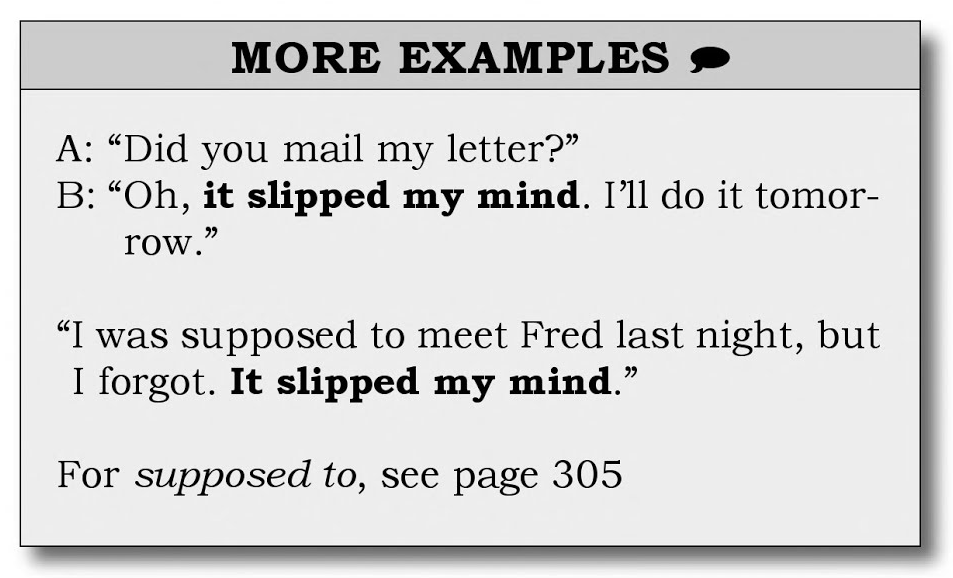 MORE EXAMPLES
A: “Did you mail my letter?”
B: “Oh, it slipped my mind. I’ll do it tomor-
row.”
“I was supposed to meet Fred last night, but
I forgot. It slipped my mind.”
For supposed to, see page 305